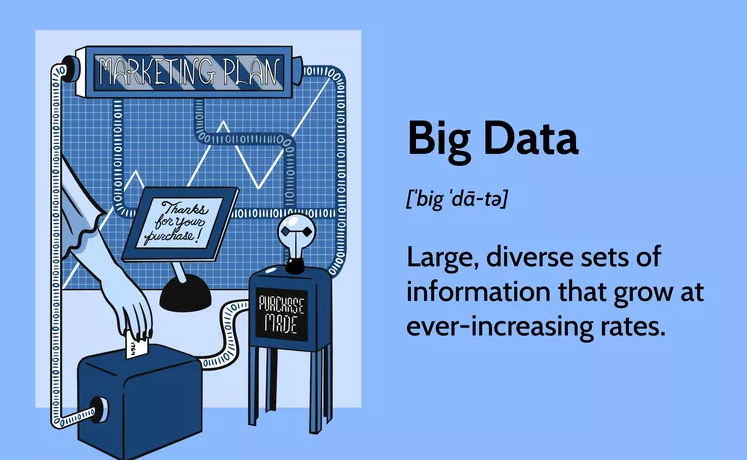 MARKETING PLAN
Thanks
for your
purchase!
PURCHASE
MADE
Big Data
[ˈbig ˈdā-tə]
Large, diverse sets of
information that grow at
ever-increasing rates.